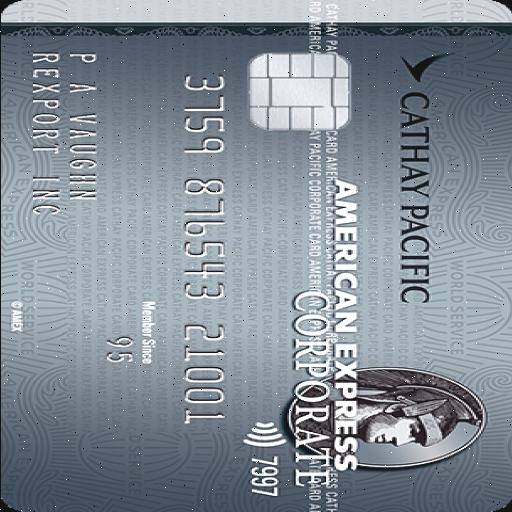 CATHAY PACIFIC
AMERICAN EXPRESS
CORPORATE
3759 876543 21001
7997
Member Since
95
P A VAUGHN
REXPORT INC
© AMEX